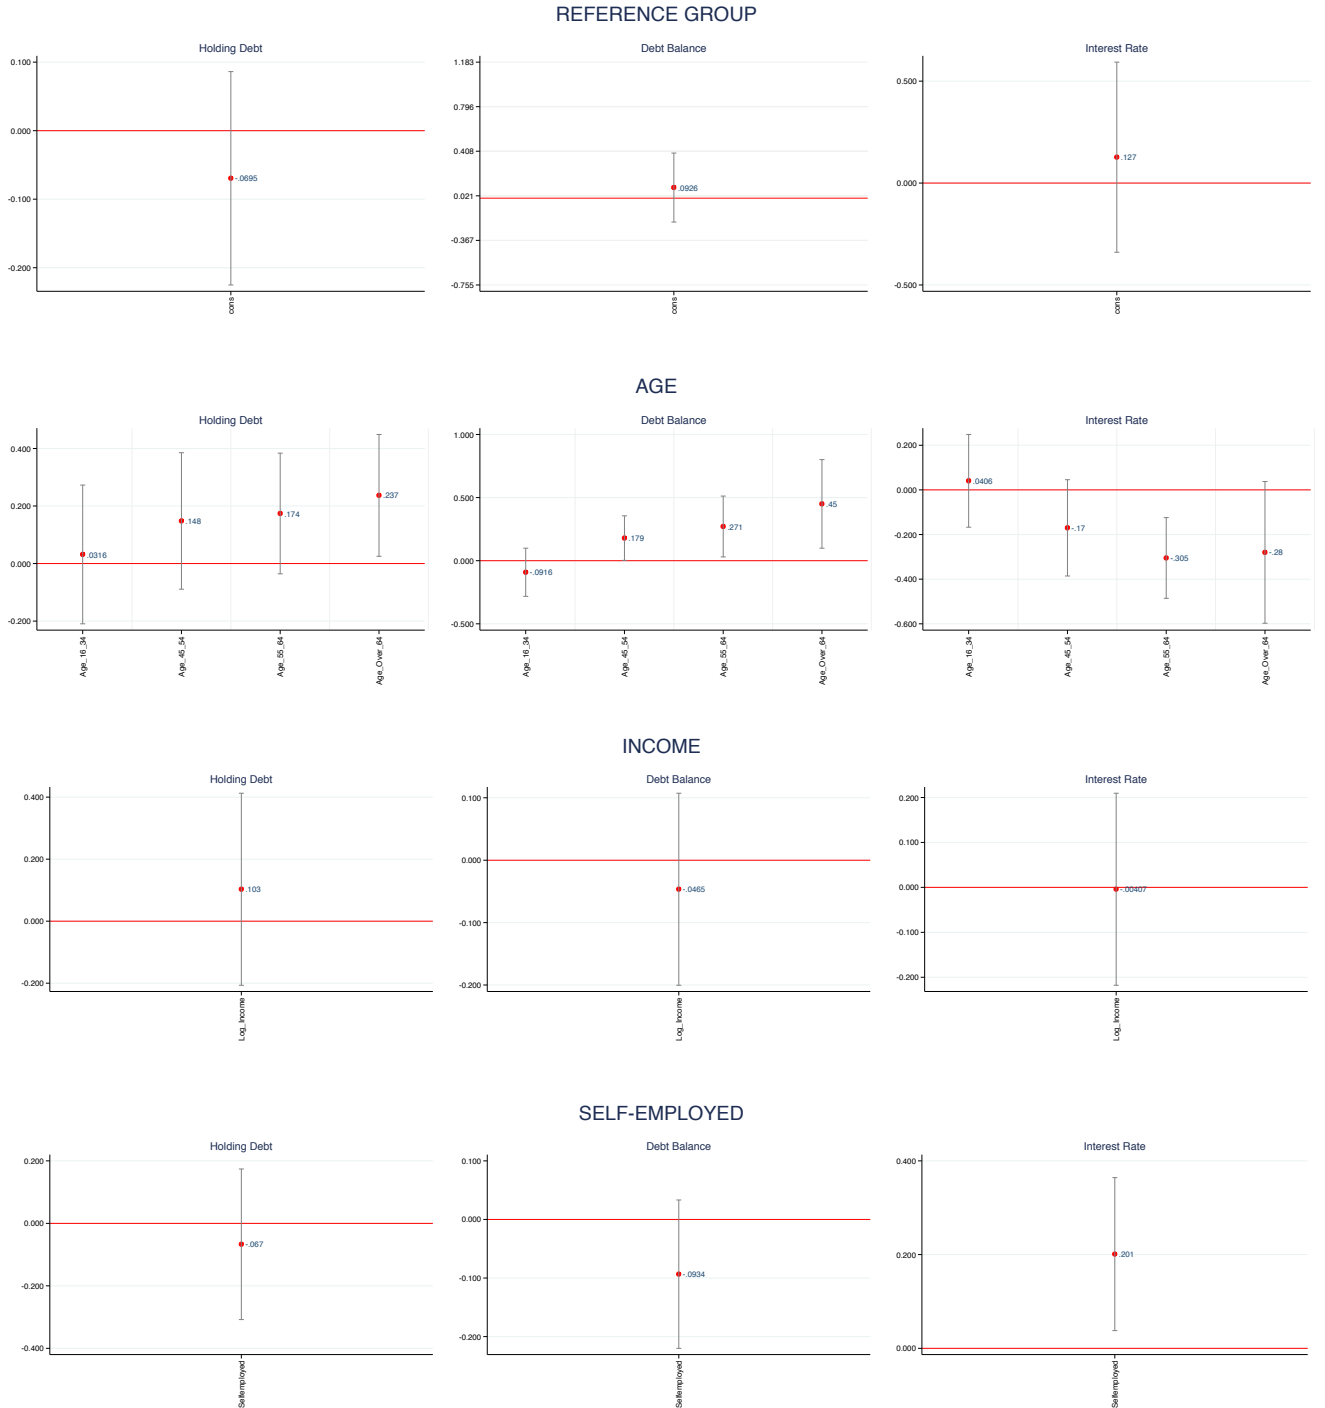 REFERENCE GROUP
Holding Debt
Debt Balance
Interest Rate
0.100
0.000
-0.100
-0.200
-.0695
cons
1.183
0.796
0.408
0.021
-0.367
-0.755
.0926
cons
0.500
0.000
-0.500
.127
cons
AGE
Holding Debt
Debt Balance
Interest Rate
0.400
0.200
0.000
-0.200
.0316
.148
.174
.237
Age_16_34
Age_45_54
Age_55_64
Age_Over_64
1.000
0.500
0.000
-0.500
-.0916
.179
.271
.45
Age_16_34
Age_45_54
Age_55_64
Age_Over_64
0.200
0.000
-0.200
-0.400
-0.600
.0406
-.17
-.305
-.28
Age_16_34
Age_45_54
Age_55_64
Age_Over_64
INCOME
Holding Debt
Debt Balance
Interest Rate
0.400
0.200
0.000
-0.200
.103
Log_Income
0.100
0.000
-0.100
-0.200
-.0465
Log_Income
0.200
0.100
0.000
-0.100
-0.200
-.00407
Log_Income
SELF-EMPLOYED
Holding Debt
Debt Balance
Interest Rate
0.200
0.000
-0.200
-0.400
-.067
Selfemployed
0.100
0.000
-0.100
-0.200
-.0934
Selfemployed
0.400
0.200
0.000
.201
Selfemployed